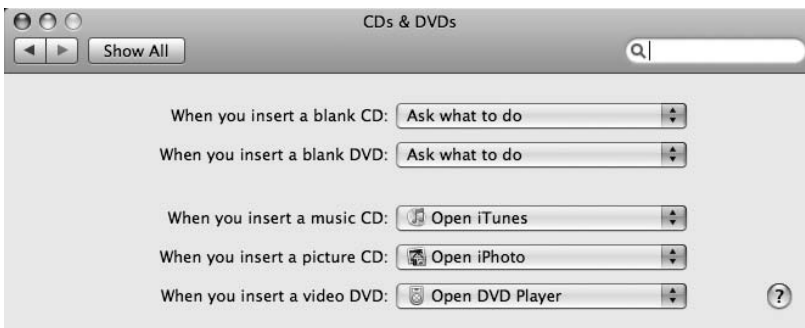 CDs & DVDs
Show All
When you insert a blank CD: Ask what to do
When you insert a blank DVD: Ask what to do
When you insert a music CD: Open iTunes
When you insert a picture CD: Open iPhoto
When you insert a video DVD: Open DVD Player
?